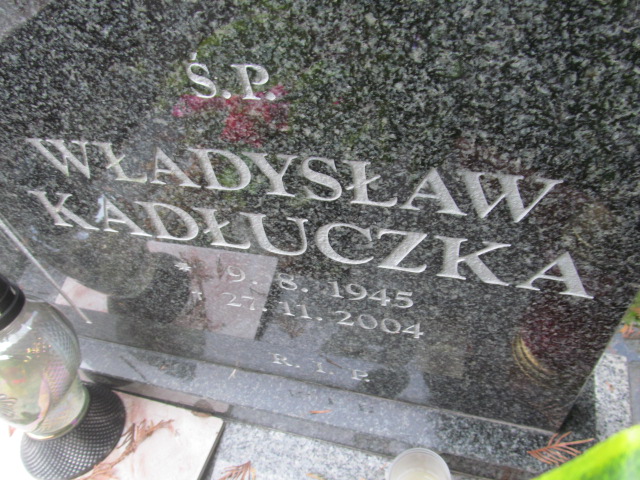 Ś.P.
WŁADYSŁAW
KADŁUCZKA
* 9. 8. 1945
† 27. 11. 2004
R. I. P.